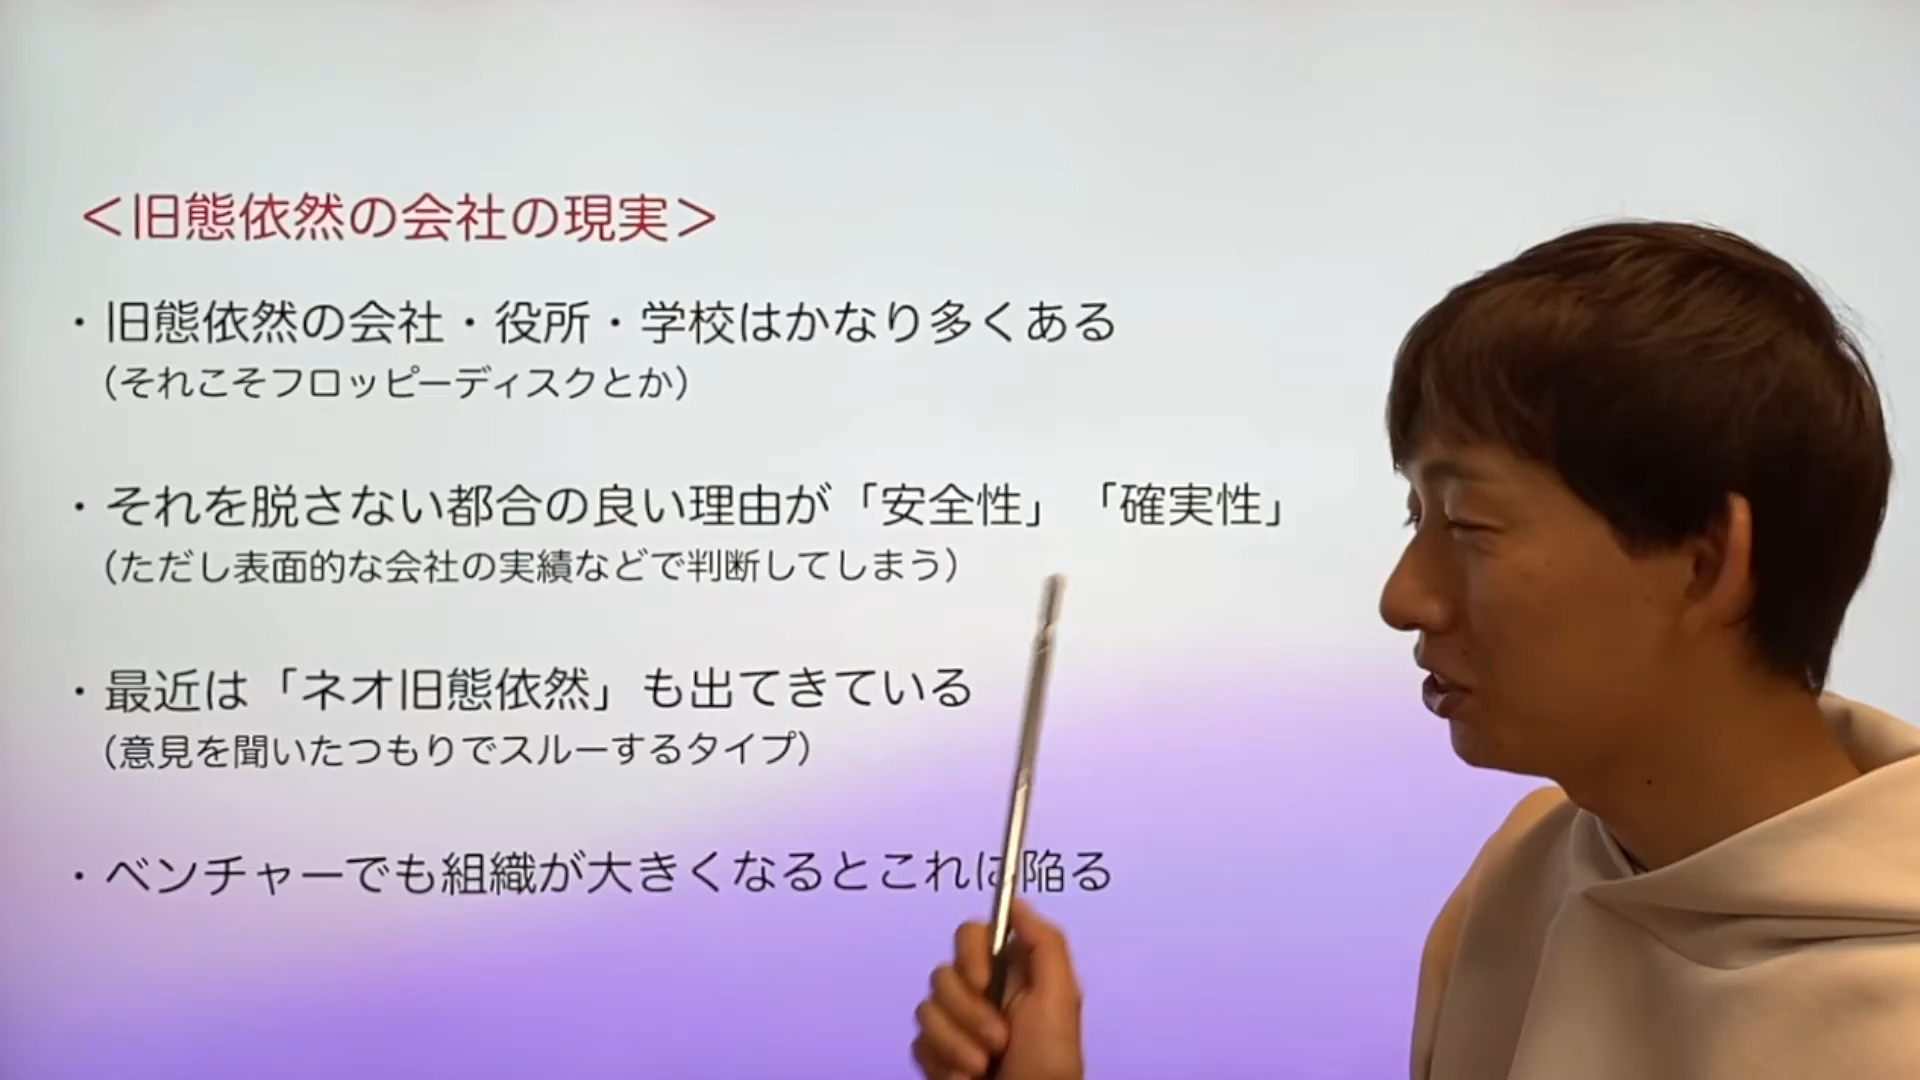 ＜旧態依然の会社の現実＞
・旧態依然の会社・役所・学校はかなり多くある
（それこそフロッピーディスクとか）
・それを脱さない都合の良い理由が「安全性」「確実性」
（ただし表面的な会社の実績などで判断してしまう）
・最近は「ネオ旧態依然」も出てきている
（意見を聞いたつもりでスルーするタイプ）
・ベンチャーでも組織が大きくなるとこれに陥る